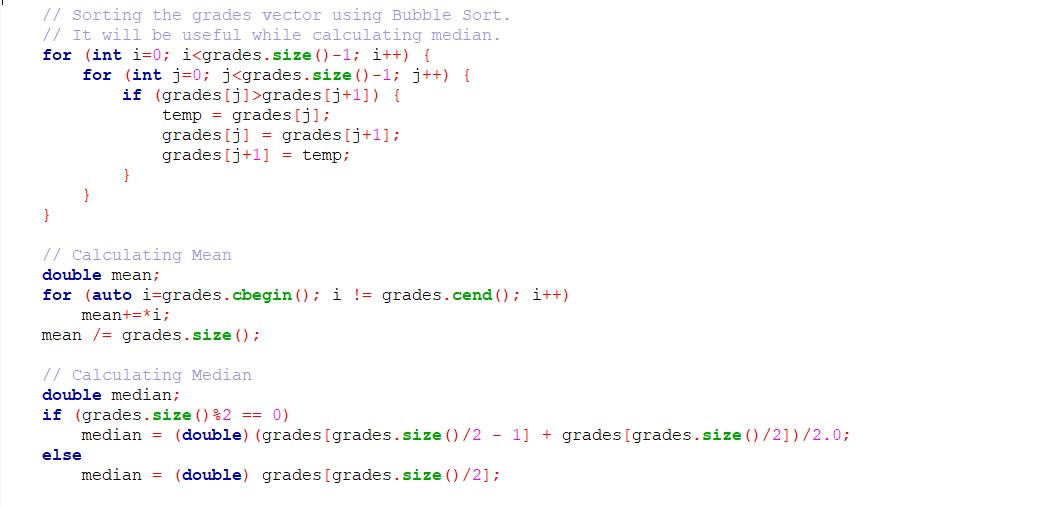 // Sorting the grades vector using Bubble Sort.
// It will be useful while calculating median.
for (int i=0; i<grades.size()-1; i++) {
    for (int j=0; j<grades.size()-1; j++) {
        if (grades[j]>grades[j+1]) {
            temp = grades[j];
            grades[j] = grades[j+1];
            grades[j+1] = temp;
        }
    }
}

// Calculating Mean
double mean;
for (auto i=grades.cbegin(); i != grades.cend(); i++)
    mean+=*i;
mean /= grades.size();

// Calculating Median
double median;
if (grades.size()%2 == 0)
    median = (double)(grades[grades.size()/2 - 1] + grades[grades.size()/2])/2.0;
else
    median = (double) grades[grades.size()/2];